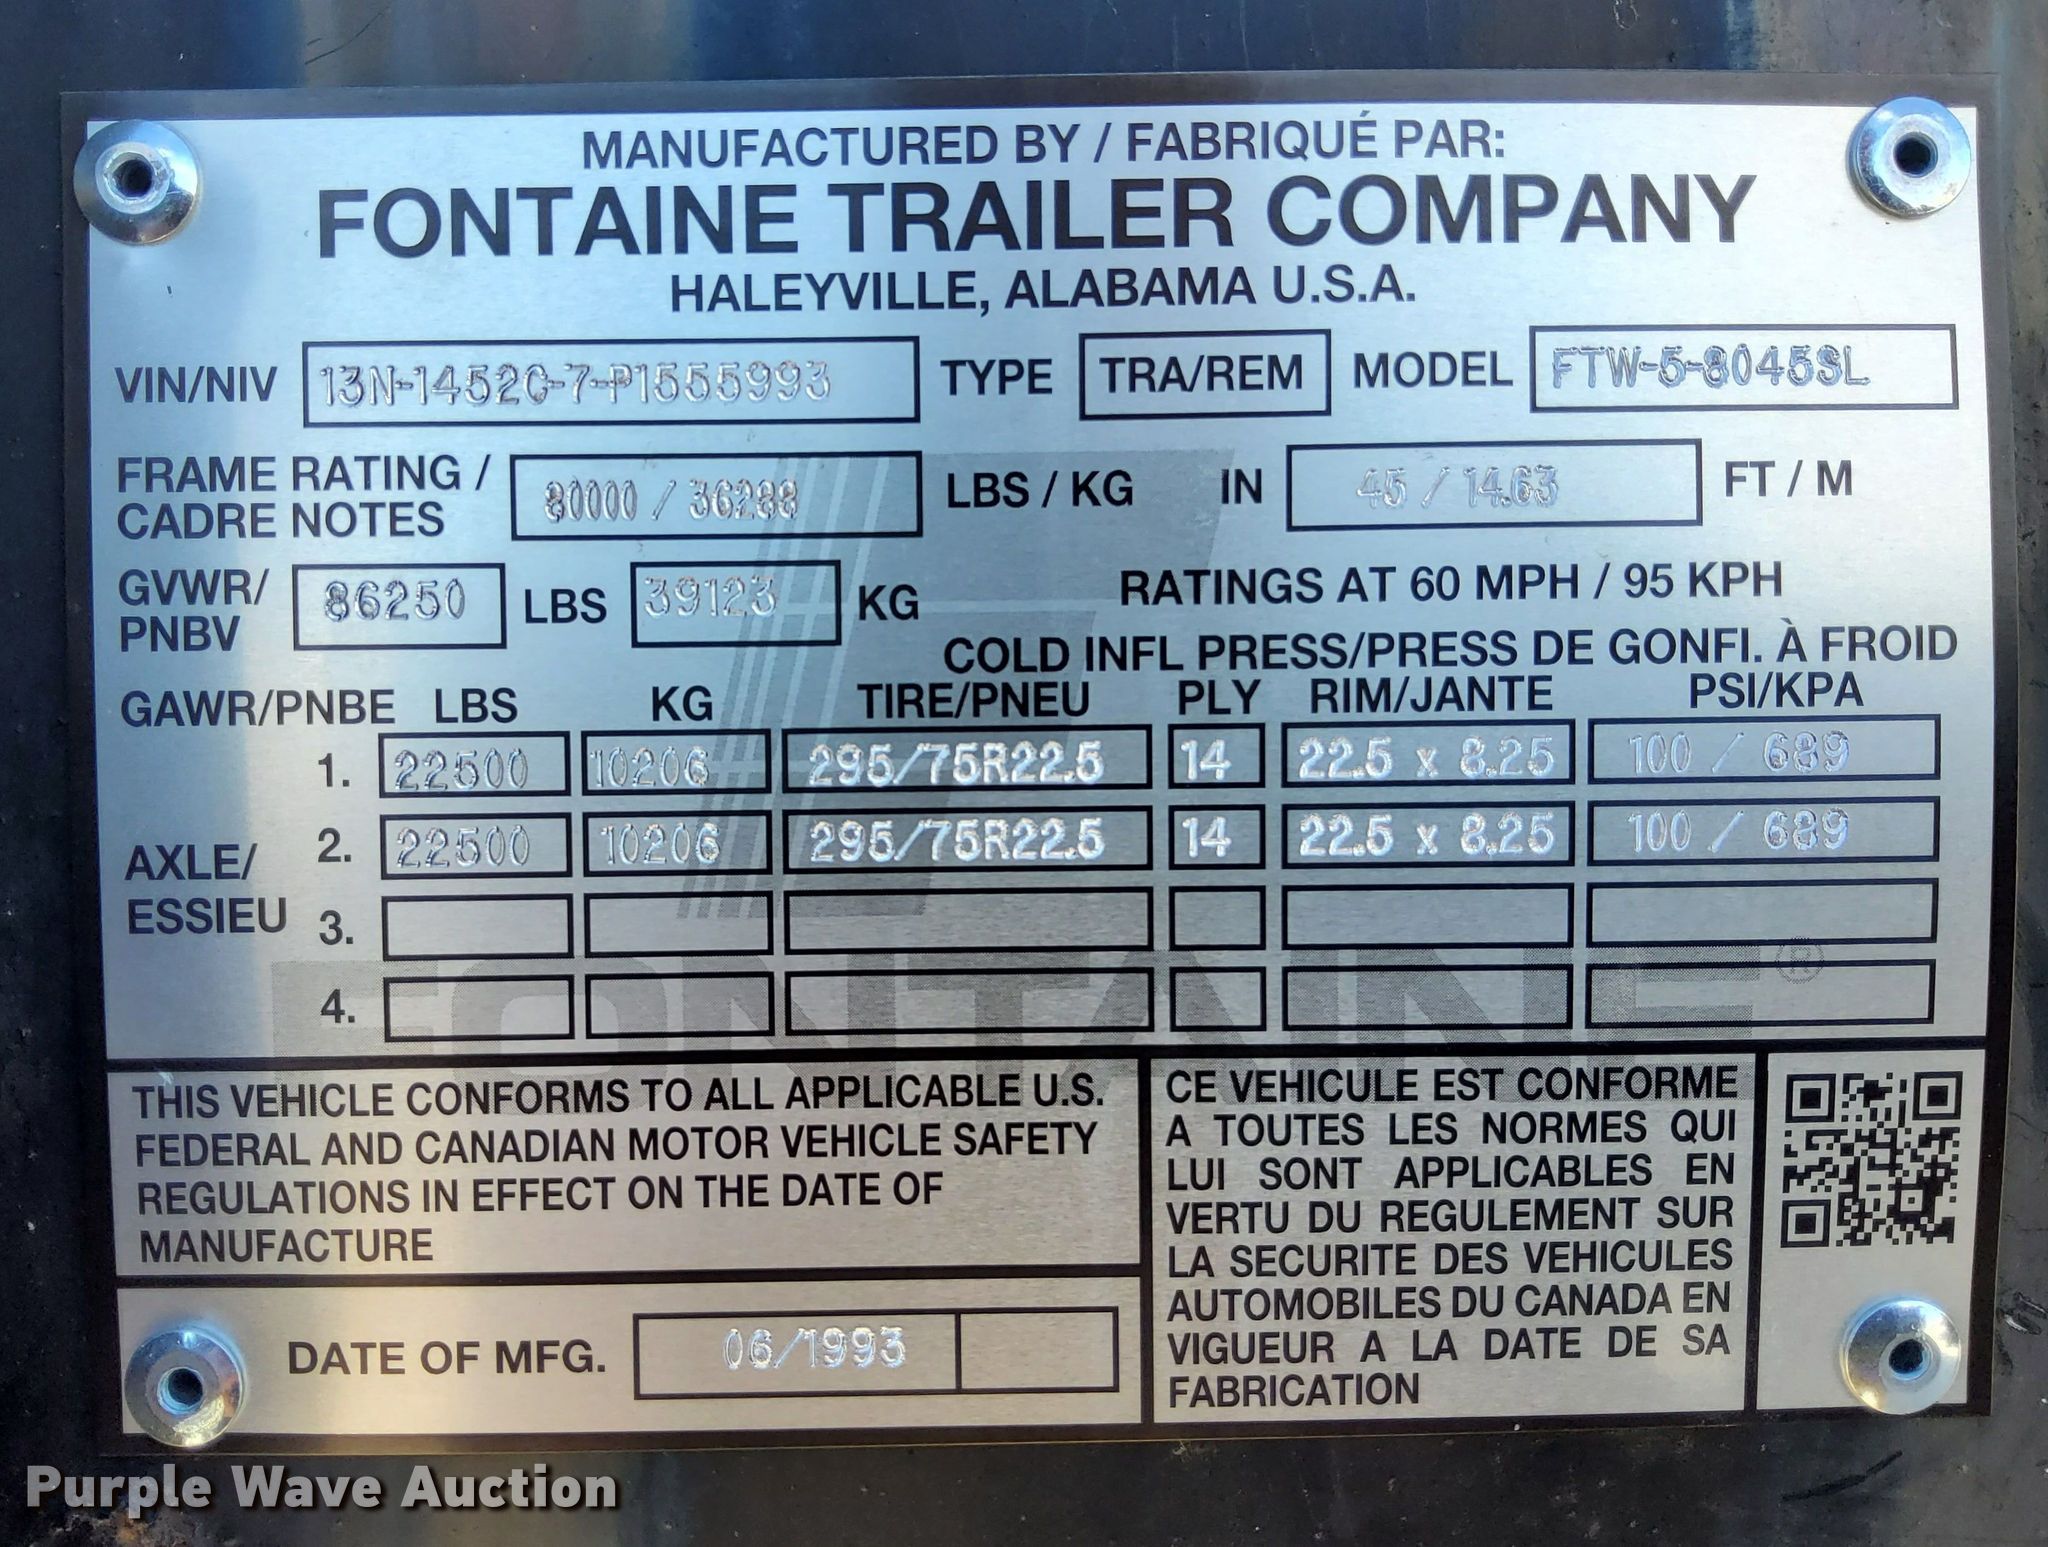 MANUFACTURED BY / FABRIQUÉ PAR:
FONTAINE TRAILER COMPANY
HALEYVILLE, ALABAMA U.S.A.
VIN/NIV 13N-1452C-7-P1555993 TYPE TRA/REM MODEL FTW-5-8045SL
FRAME RATING / CADRE NOTES 80000 / 36288 LBS / KG IN 45 / 14.63 FT / M
GVWR/ PNBV 86250 LBS 39123 KG RATINGS AT 60 MPH / 95 KPH
COLD INFL PRESS/PRESS DE GONFI. À FROID
GAWR/PNBE LBS KG TIRE/PNEU PLY RIM/JANTE PSI/KPA
1. 22500 10206 295/75R22.5 14 22.5 x 8.25 100 / 689
AXLE/ ESSIEU 2. 22500 10206 295/75R22.5 14 22.5 x 8.25 100 / 689
3.
4.
FONTAINE ®
THIS VEHICLE CONFORMS TO ALL APPLICABLE U.S.
FEDERAL AND CANADIAN MOTOR VEHICLE SAFETY
REGULATIONS IN EFFECT ON THE DATE OF
MANUFACTURE
DATE OF MFG. 06/1993
CE VEHICULE EST CONFORME
A TOUTES LES NORMES QUI
LUI SONT APPLICABLES EN
VERTU DU REGULEMENT SUR
LA SECURITE DES VEHICULES
AUTOMOBILES DU CANADA EN
VIGUEUR A LA DATE DE SA
FABRICATION
Purple Wave Auction